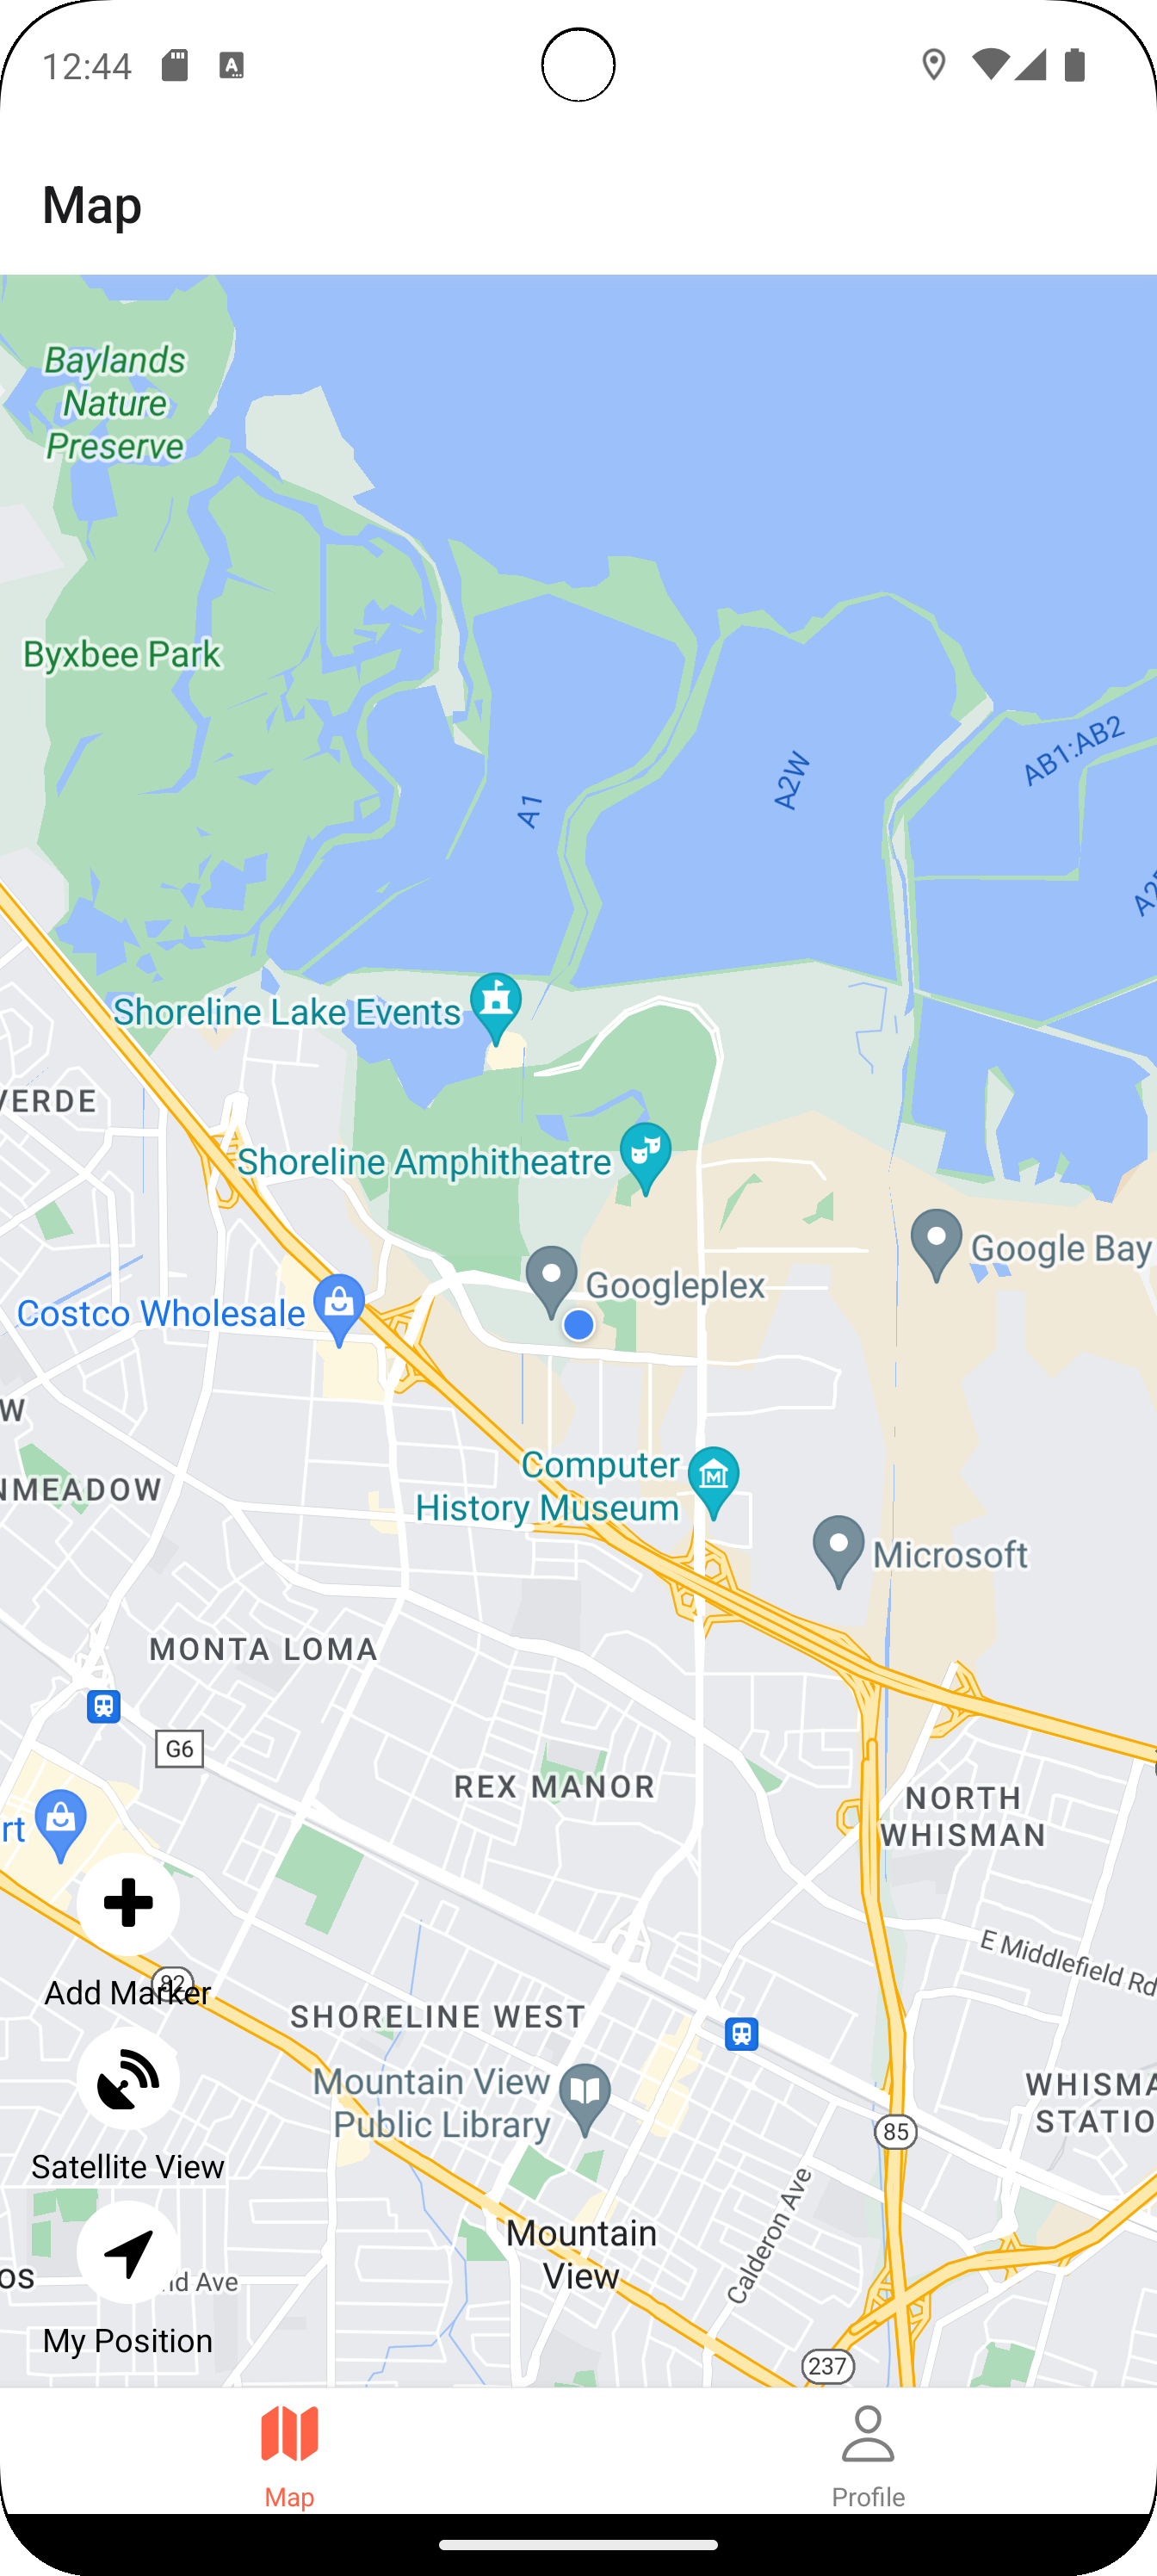 12:44
Map
Baylands
Nature
Preserve
Byxbee Park
AB1:AB2
A2W
A1
Shoreline Lake Events
VERDE
Shoreline Amphitheatre
Google Bay
Googleplex
Costco Wholesale
W
NMEADOW
Computer
History Museum
Microsoft
MONTA LOMA
G6
REX MANOR
NORTH
WHISMAN
rt
E Middlefield Rd
82
Add Marker
SHORELINE WEST
Mountain View
Public Library
WHISMA
STATIO
85
Satellite View
Calderon Ave
Mountain
View
os
nd Ave
My Position
237
Map
Profile